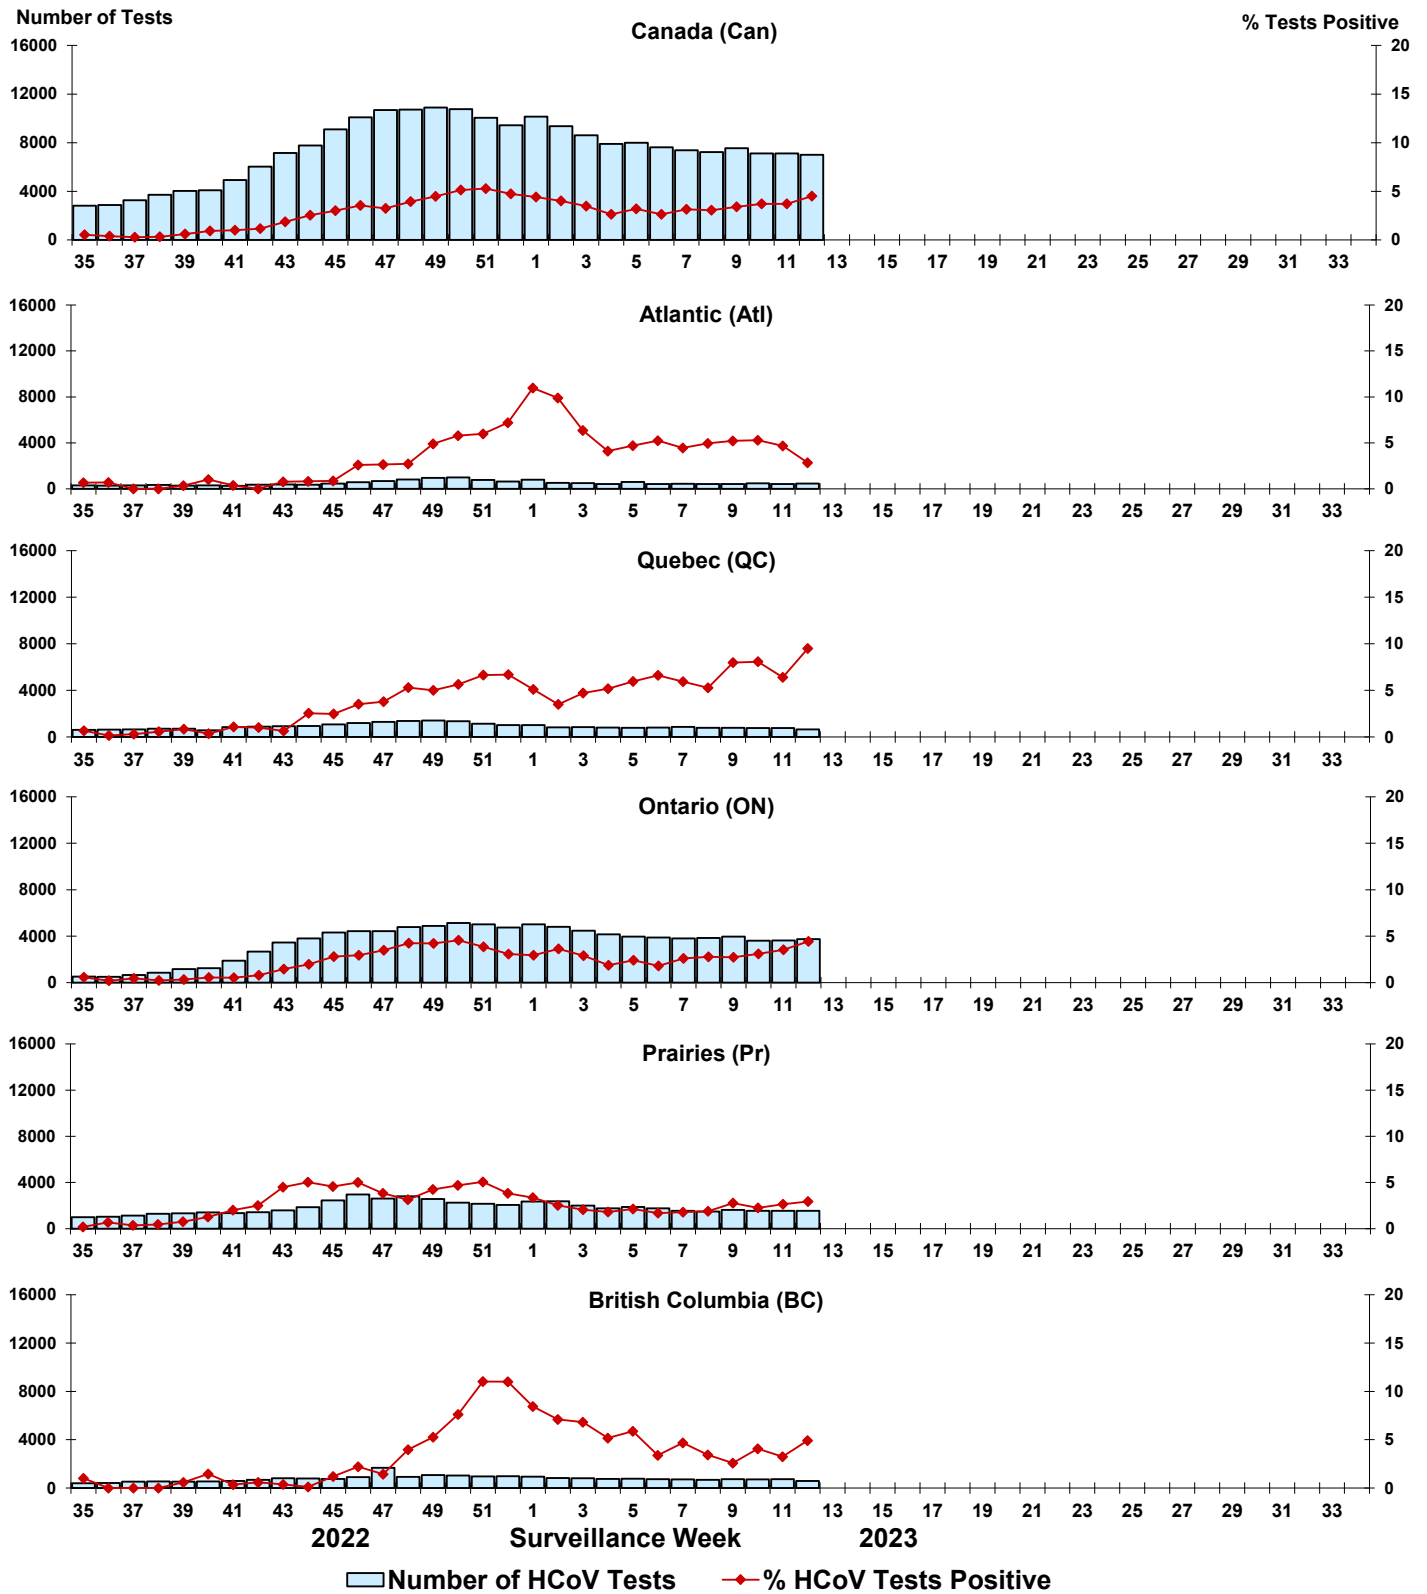 Number of Tests
% Tests Positive
Canada (Can)
16000 20
12000 15
8000 10
4000 5
0 0
35 37 39 41 43 45 47 49 51 1 3 5 7 9 11 13 15 17 19 21 23 25 27 29 31 33
Atlantic (Atl)
16000 20
12000 15
8000 10
4000 5
0 0
35 37 39 41 43 45 47 49 51 1 3 5 7 9 11 13 15 17 19 21 23 25 27 29 31 33
Quebec (QC)
16000 20
12000 15
8000 10
4000 5
0 0
35 37 39 41 43 45 47 49 51 1 3 5 7 9 11 13 15 17 19 21 23 25 27 29 31 33
Ontario (ON)
16000 20
12000 15
8000 10
4000 5
0 0
35 37 39 41 43 45 47 49 51 1 3 5 7 9 11 13 15 17 19 21 23 25 27 29 31 33
Prairies (Pr)
16000 20
12000 15
8000 10
4000 5
0 0
35 37 39 41 43 45 47 49 51 1 3 5 7 9 11 13 15 17 19 21 23 25 27 29 31 33
British Columbia (BC)
16000 20
12000 15
8000 10
4000 5
0 0
35 37 39 41 43 45 47 49 51 1 3 5 7 9 11 13 15 17 19 21 23 25 27 29 31 33
2022 Surveillance Week 2023
Number of HCoV Tests % HCoV Tests Positive